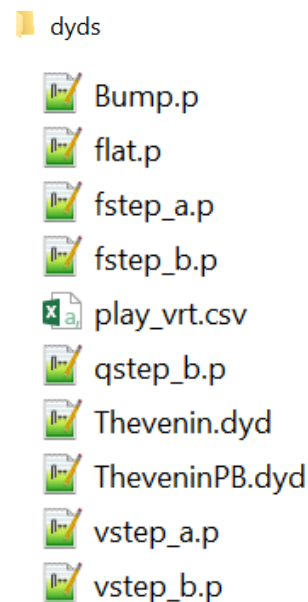 dyds
Bump.p
flat.p
fstep_a.p
fstep_b.p
play_vrt.csv
qstep_b.p
Thevenin.dyd
TheveninPB.dyd
vstep_a.p
vstep_b.p